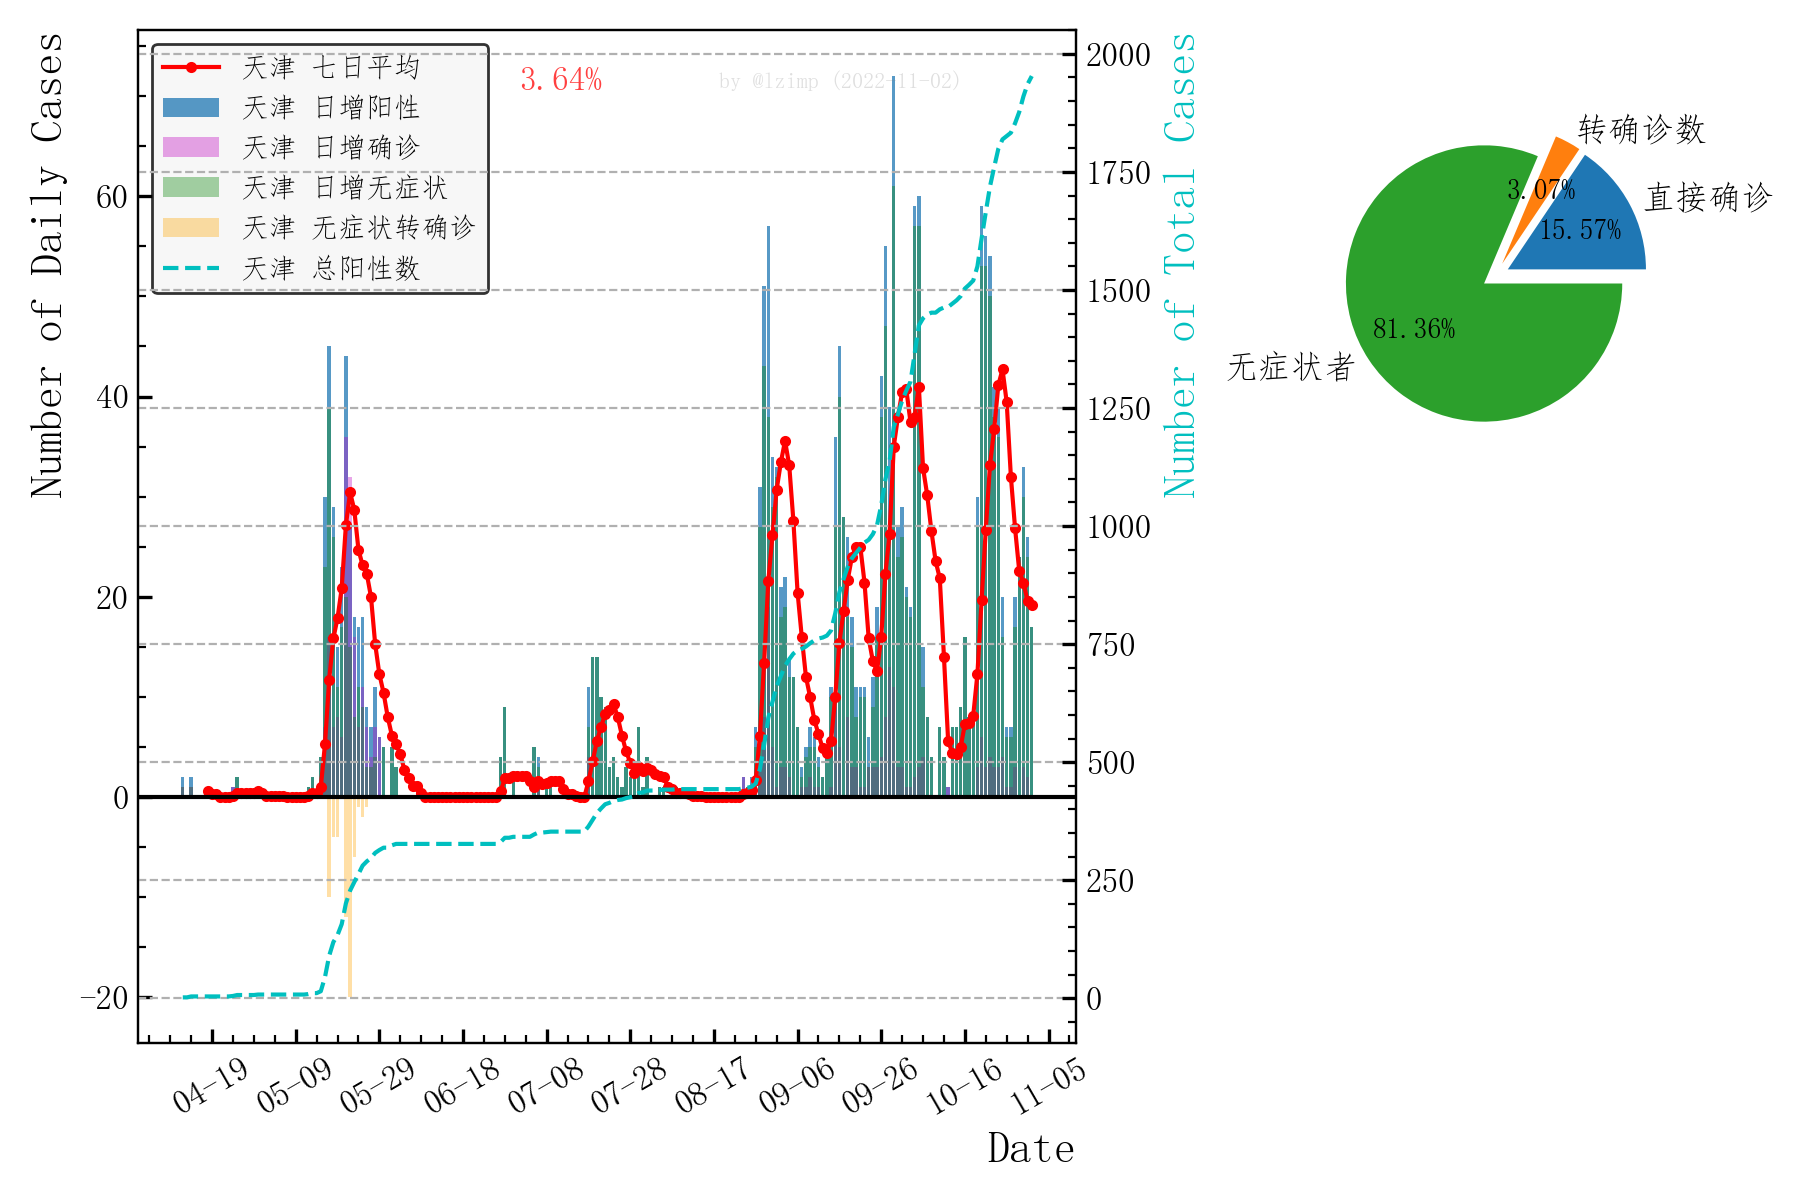 天津 七日平均
天津 日增阳性
天津 日增确诊
天津 日增无症状
天津 无症状转确诊
天津 总阳性数
3.64%
by @lzimp (2022-11-02)
Number of Daily Cases
60
40
20
0
−20
2000
1750
1500
1250
1000
750
500
250
0
Number of Total Cases
04-19
05-09
05-29
06-18
07-08
07-28
08-17
09-06
09-26
10-16
11-05
Date
转确诊数
3.07%
直接确诊
15.57%
81.36%
无症状者